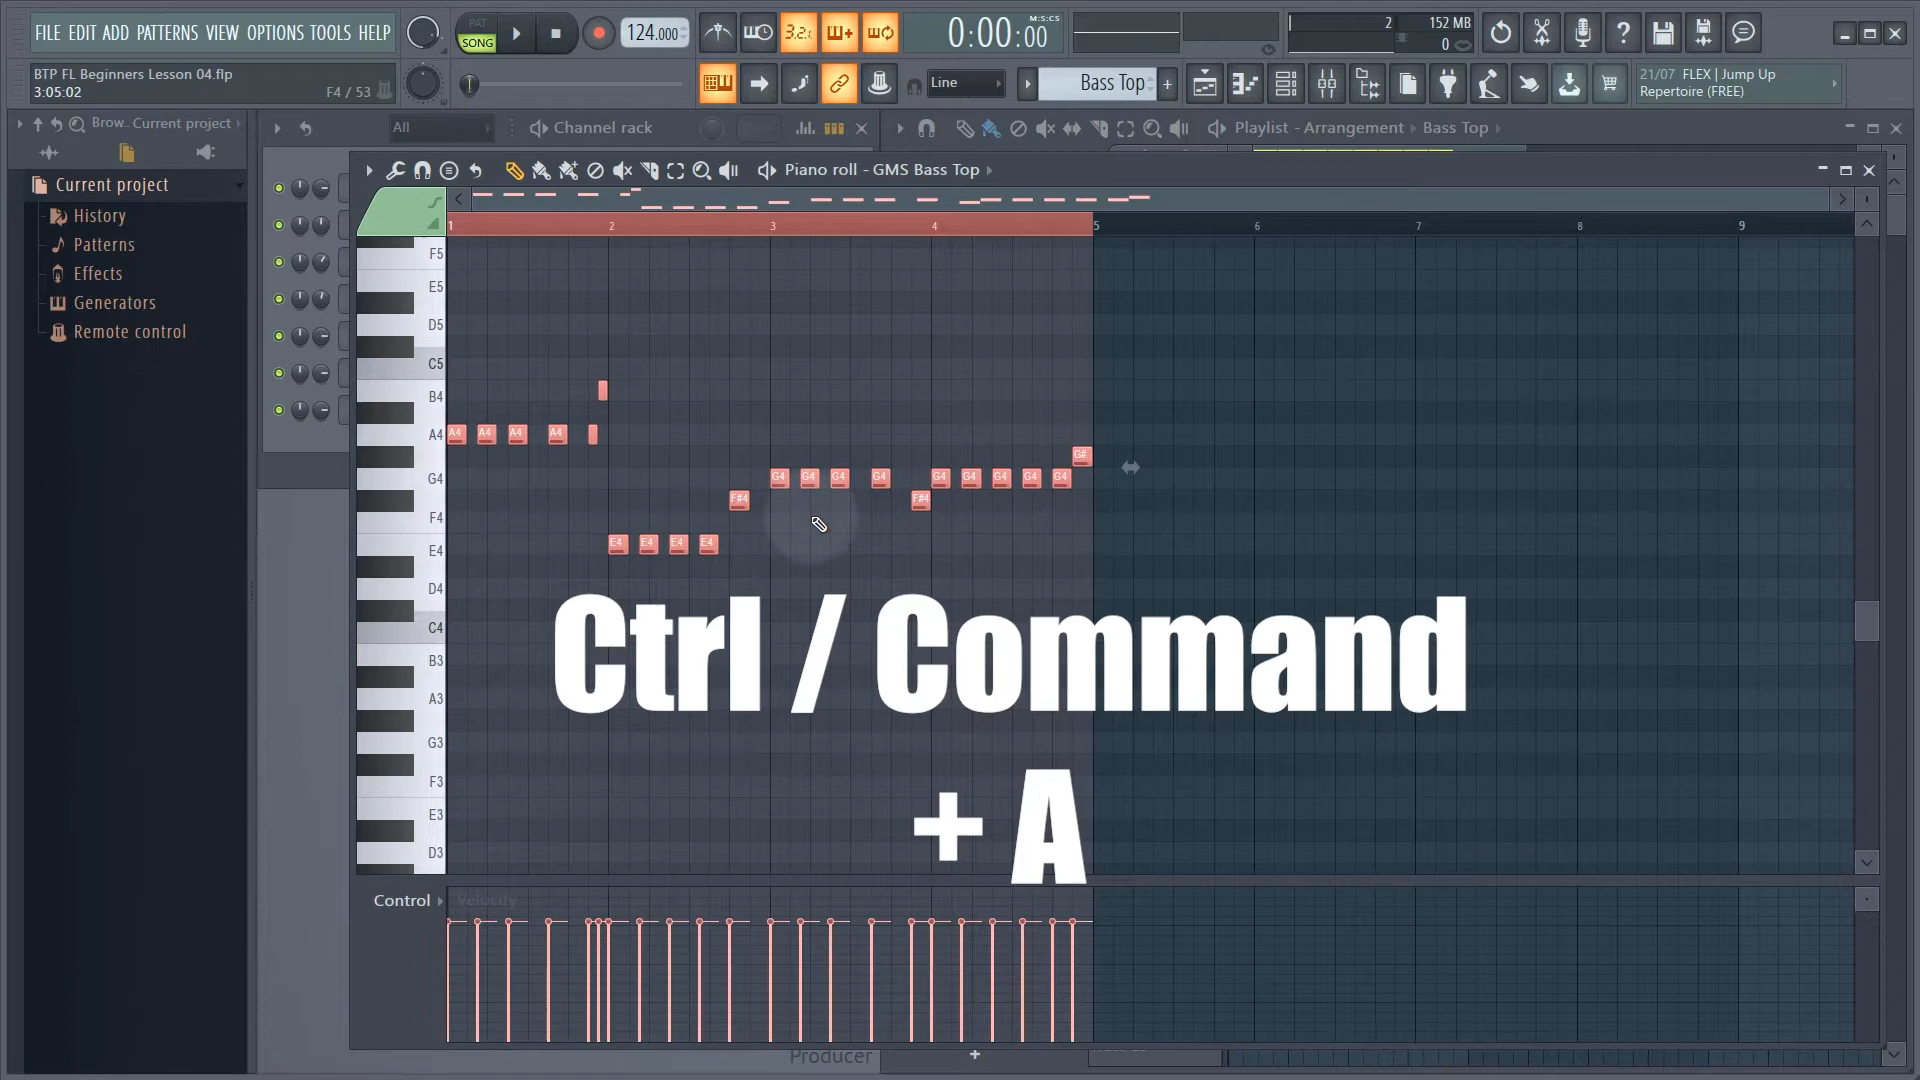 FILE EDIT ADD PATTERNS VIEW OPTIONS TOOLS HELP
PAT
SONG
124.000
3.2.1
0:00:00
M:S:CS
2
152 MB
0
BTP FL Beginners Lesson 04.flp
3:05:02
F4 / 53
Line
Bass Top
+
21/07 FLEX | Jump Up
Repertoire (FREE)
Brow.. Current project
All
Channel rack
Playlist - Arrangement
Bass Top
Current project
History
Patterns
Effects
Generators
Remote control
Piano roll - GMS Bass Top
1 2 3 4 5 6 7 8 9
F5
E5
D5
C5
B4
A4
A4 A4 A4 A4
G#
G4
G4 G4 G4 G4 G4 G4 G4 G4 G4
F#4 F#4
F4
E4
E4 E4 E4 E4
D4
C4
B3
A3
G3
F3
E3
D3
Ctrl / Command
+ A
Control
Velocity
Producer
+